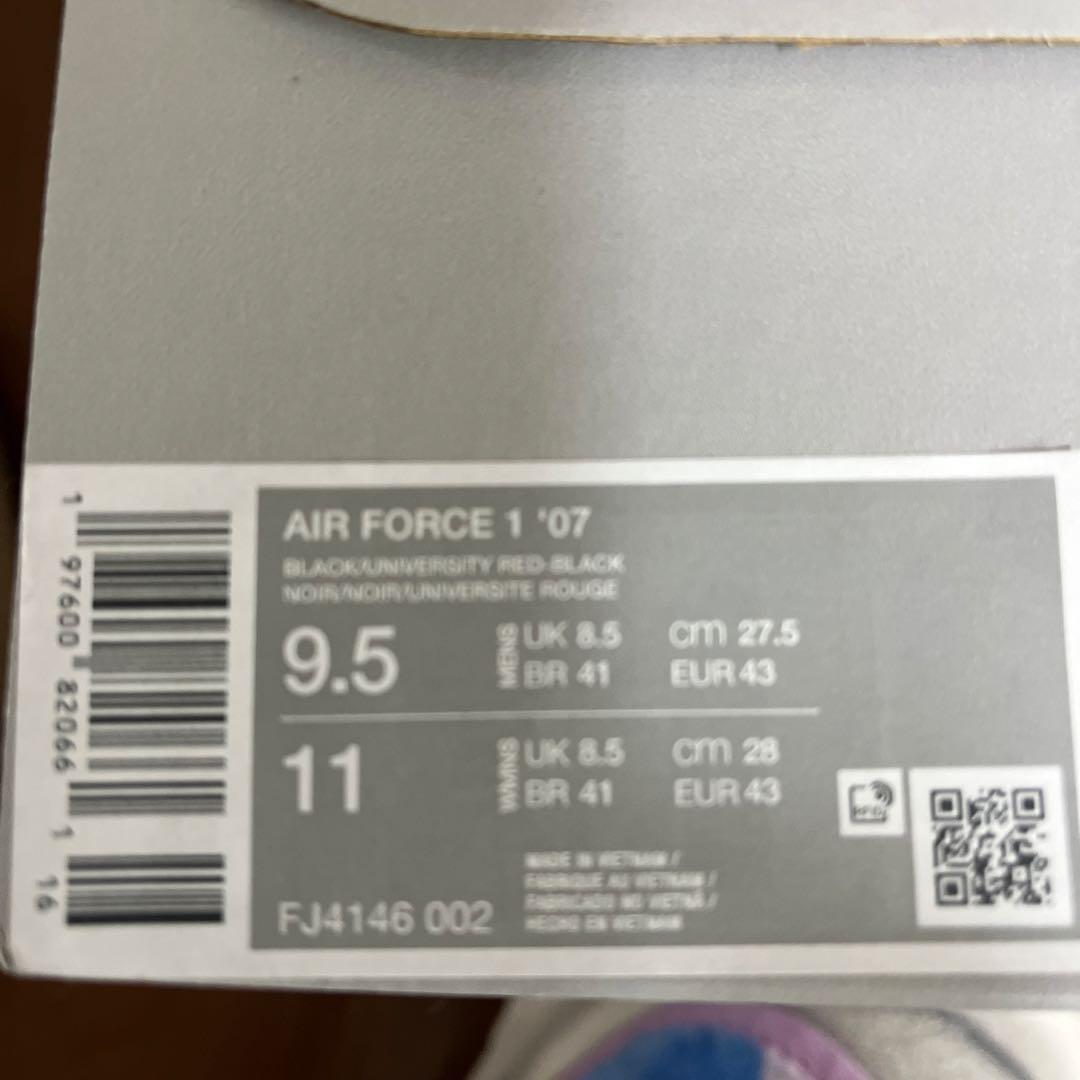 AIR FORCE 1 '07
BLACK/UNIVERSITY RED-BLACK
NOIR/NOIR/UNIVERSITE ROUGE
9.5 MENS UK 8.5 cm 27.5
BR 41 EUR 43
11 WMNS UK 8.5 cm 28
BR 41 EUR 43
FJ4146 002
MADE IN VIETNAM /
FABRIQUE AU VIETNAM /
FABRICADO NO VIETNÃ /
HECHO EN VIETNAM
1 97600 82066 1 16